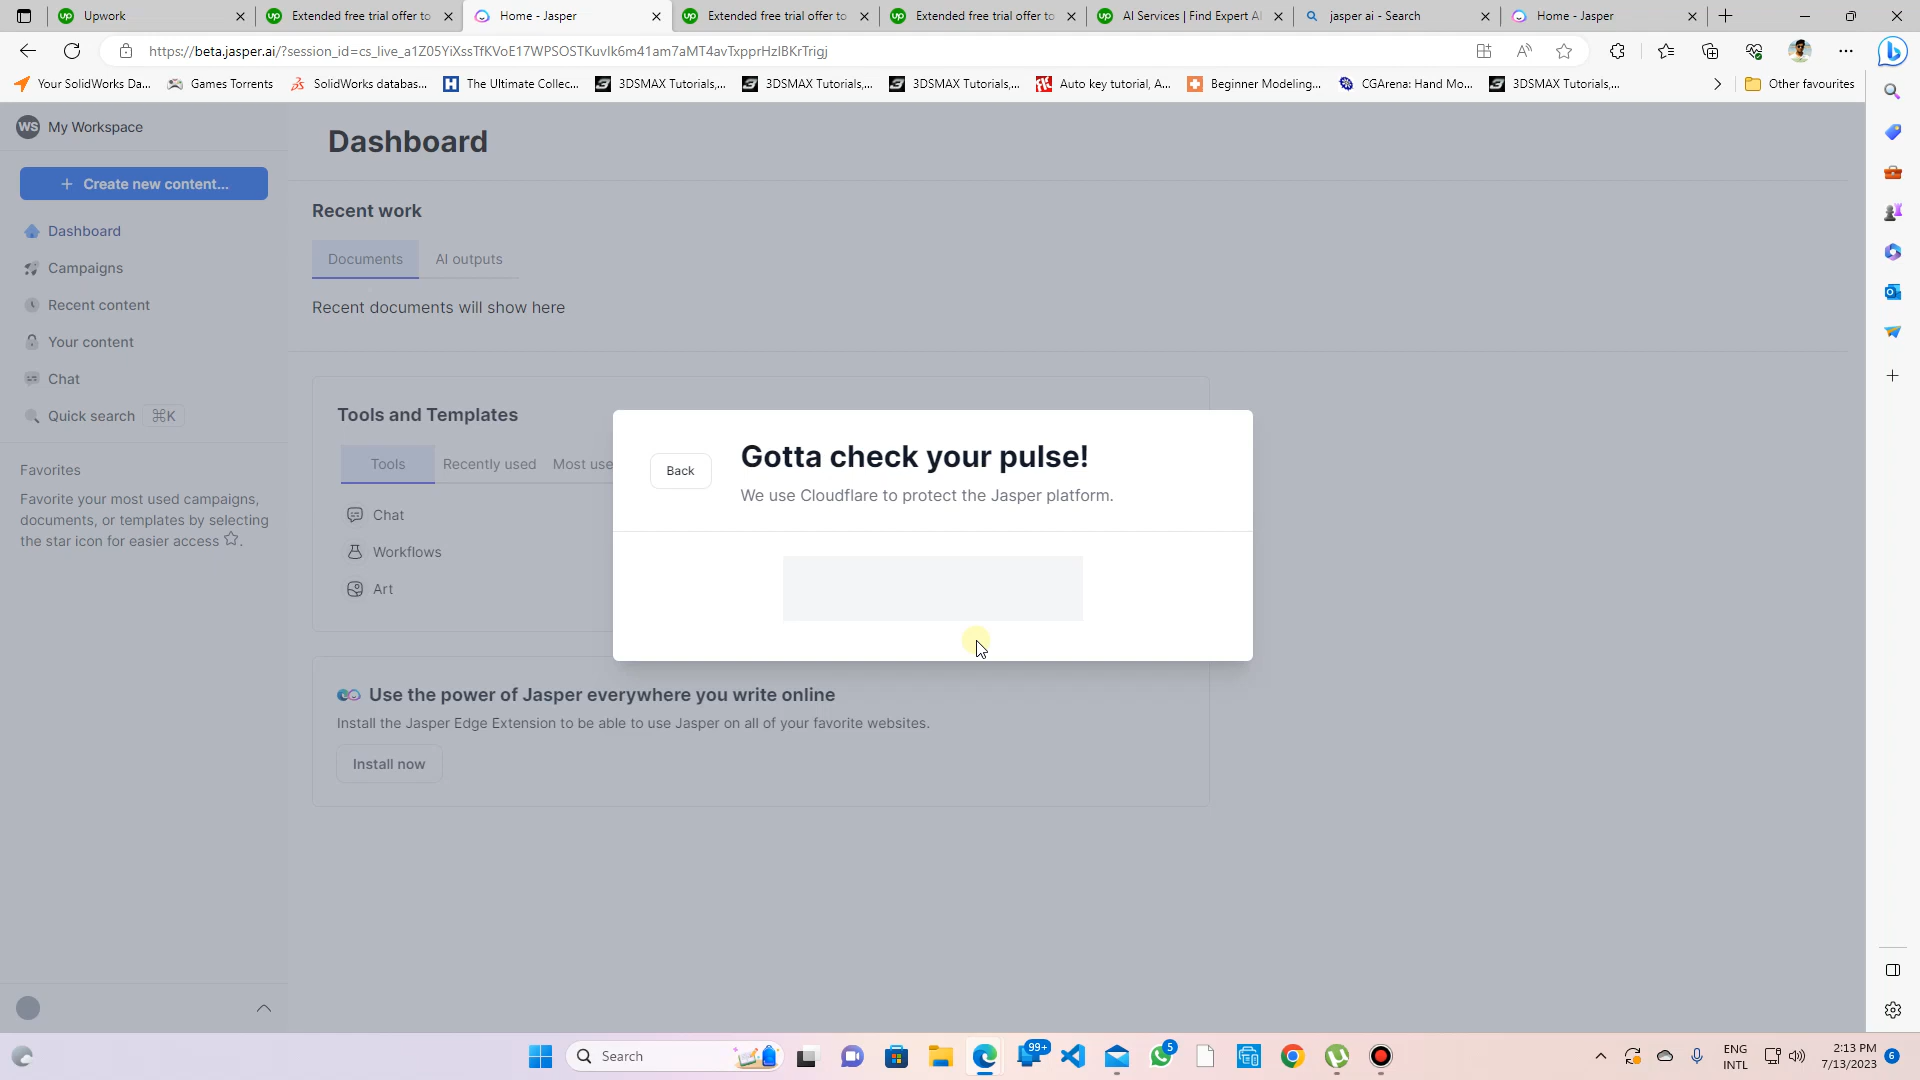 Upwork
Extended free trial offer to
Home - Jasper
Extended free trial offer to
Extended free trial offer to
AI Services | Find Expert AI
jasper ai - Search
Home - Jasper
https://beta.jasper.ai/?session_id=cs_live_a1Z05YiXssTfKVoE17WPSOSTKuvIk6m41am7aMT4avTxpprHzlBKrTrigj
Your SolidWorks Da...
Games Torrents
SolidWorks databas...
The Ultimate Collec...
3DSMAX Tutorials,...
3DSMAX Tutorials,...
3DSMAX Tutorials,...
Auto key tutorial, A...
Beginner Modeling...
CGArena: Hand Mo...
3DSMAX Tutorials,...
Other favourites
WS My Workspace
Dashboard
+ Create new content...
Recent work
Dashboard
Documents
AI outputs
Campaigns
Recent content
Recent documents will show here
Your content
Chat
Quick search ⌘K
Tools and Templates
Tools
Recently used
Most use
Gotta check your pulse!
Back
We use Cloudflare to protect the Jasper platform.
Favorites
Favorite your most used campaigns,
documents, or templates by selecting
the star icon for easier access ☆.
Chat
Workflows
Art
Use the power of Jasper everywhere you write online
Install the Jasper Edge Extension to be able to use Jasper on all of your favorite websites.
Install now
Search
99+
5
ENG
INTL
2:13 PM
7/13/2023
6